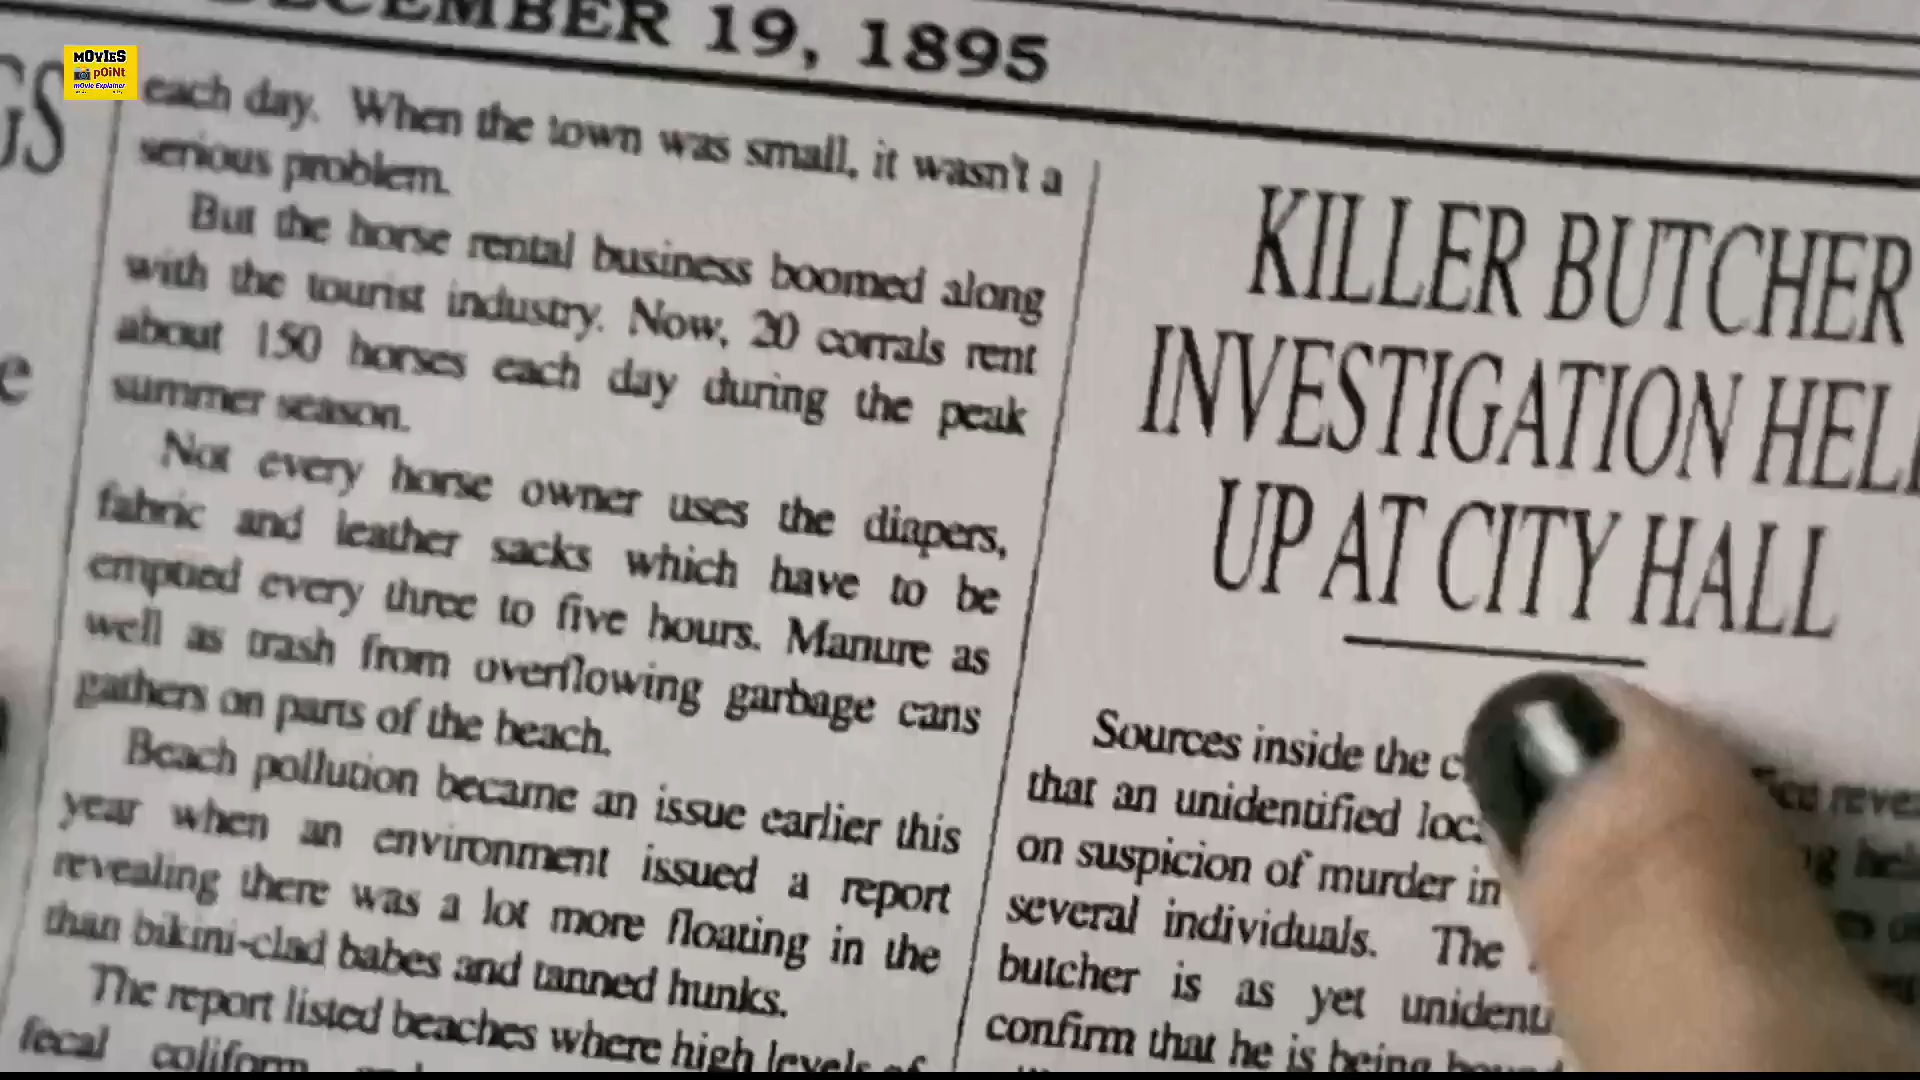 DECEMBER 19, 1895
MOVIES
POINT
mOvie Explainer
GS
e
each day. When the town was small, it wasn't a
serious problem.
But the horse rental business boomed along
with the tourist industry. Now, 20 corrals rent
about 150 horses each day during the peak
summer season.
Not every horse owner uses the diapers,
fabric and leather sacks which have to be
emptied every three to five hours. Manure as
well as trash from overflowing garbage cans
gathers on parts of the beach.
Beach pollution became an issue earlier this
year when an environment issued a report
revealing there was a lot more floating in the
than bikini-clad babes and tanned hunks.
The report listed beaches where high levels of
fecal coliform
KILLER BUTCHER
INVESTIGATION HEL
UP AT CITY HALL
Sources inside the
that an unidentified
on suspicion of murder in
several individuals. The
butcher is as yet
confirm that he is being